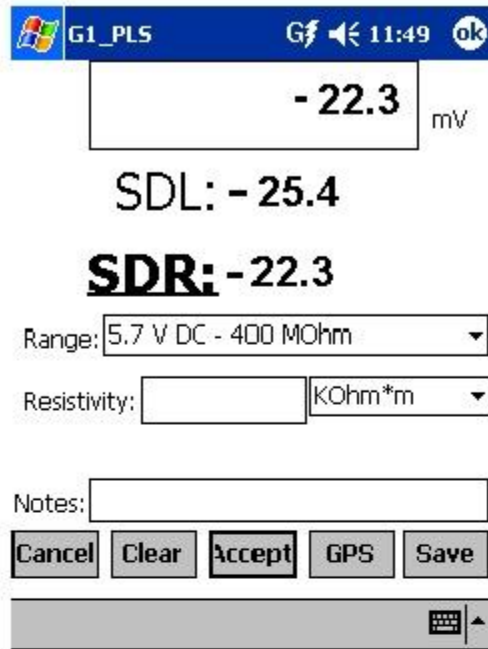 G1_PLS G 11:49 ok
- 22.3 mV
SDL: - 25.4
SDR: - 22.3
Range: 5.7 V DC - 400 MOhm
Resistivity: KOhm*m
Notes:
Cancel Clear Accept GPS Save